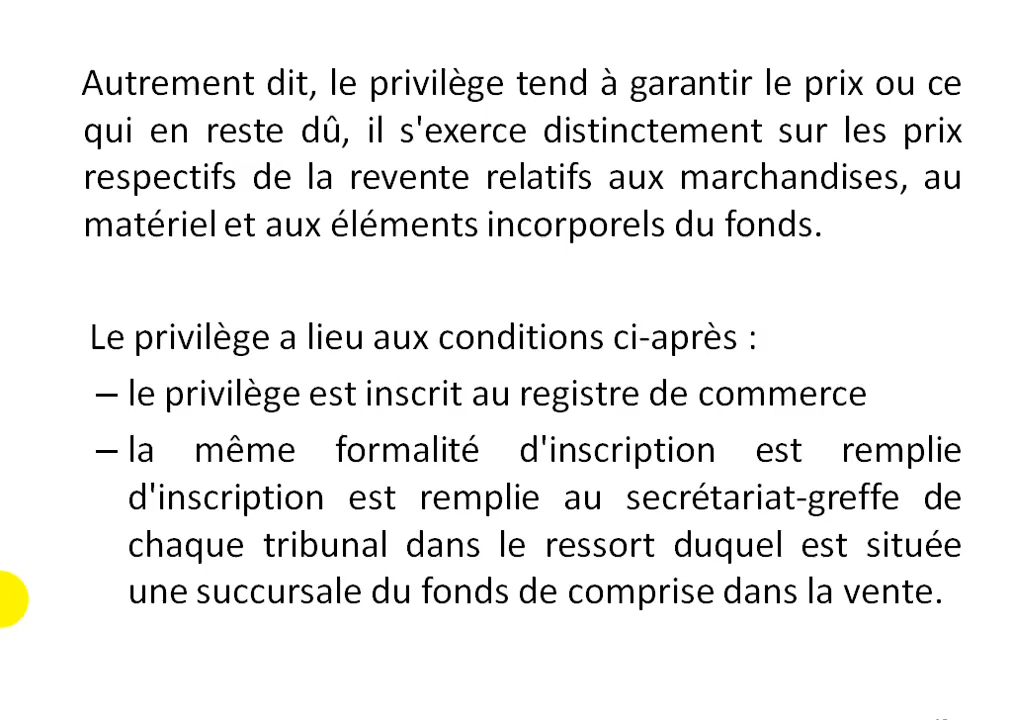 Autrement dit, le privilège tend à garantir le prix ou ce
qui en reste dû, il s'exerce distinctement sur les prix
respectifs de la revente relatifs aux marchandises, au
matériel et aux éléments incorporels du fonds.
Le privilège a lieu aux conditions ci-après :
– le privilège est inscrit au registre de commerce
– la même formalité d'inscription est remplie
d'inscription est remplie au secrétariat-greffe de
chaque tribunal dans le ressort duquel est située
une succursale du fonds de comprise dans la vente.